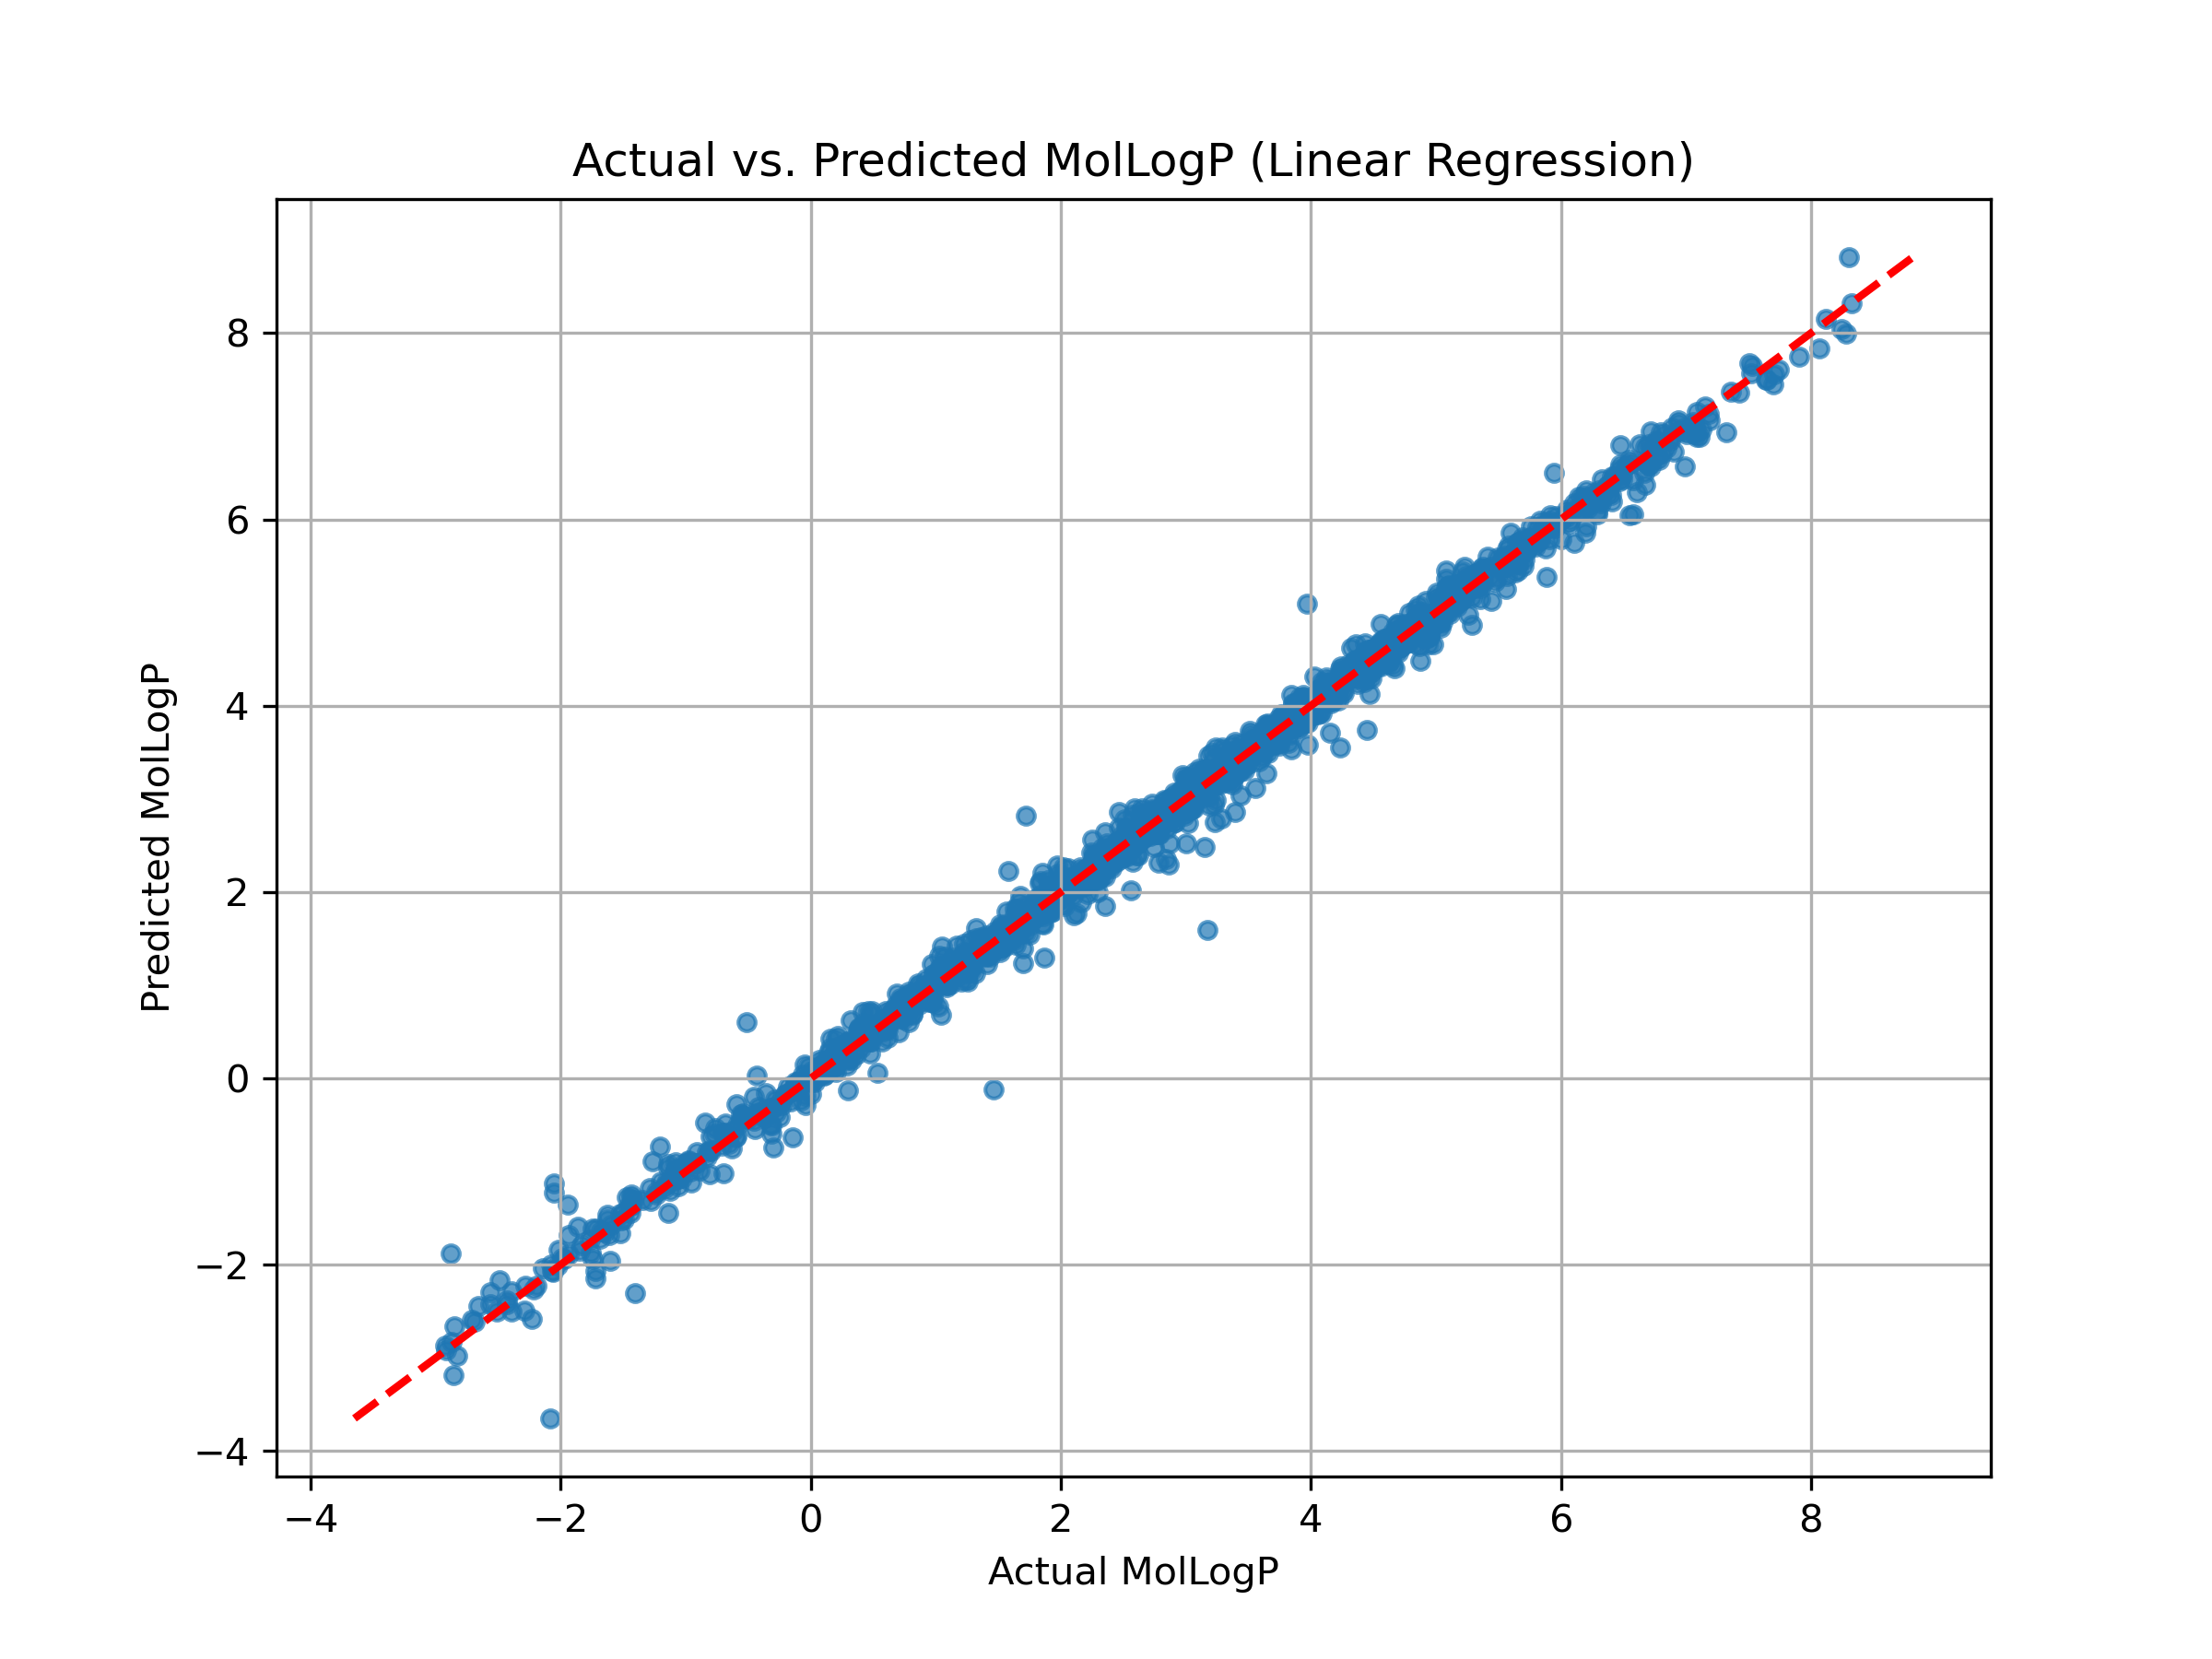 Actual vs. Predicted MolLogP (Linear Regression)
Predicted MolLogP
8
6
4
2
0
−2
−4
−4 −2 0 2 4 6 8
Actual MolLogP